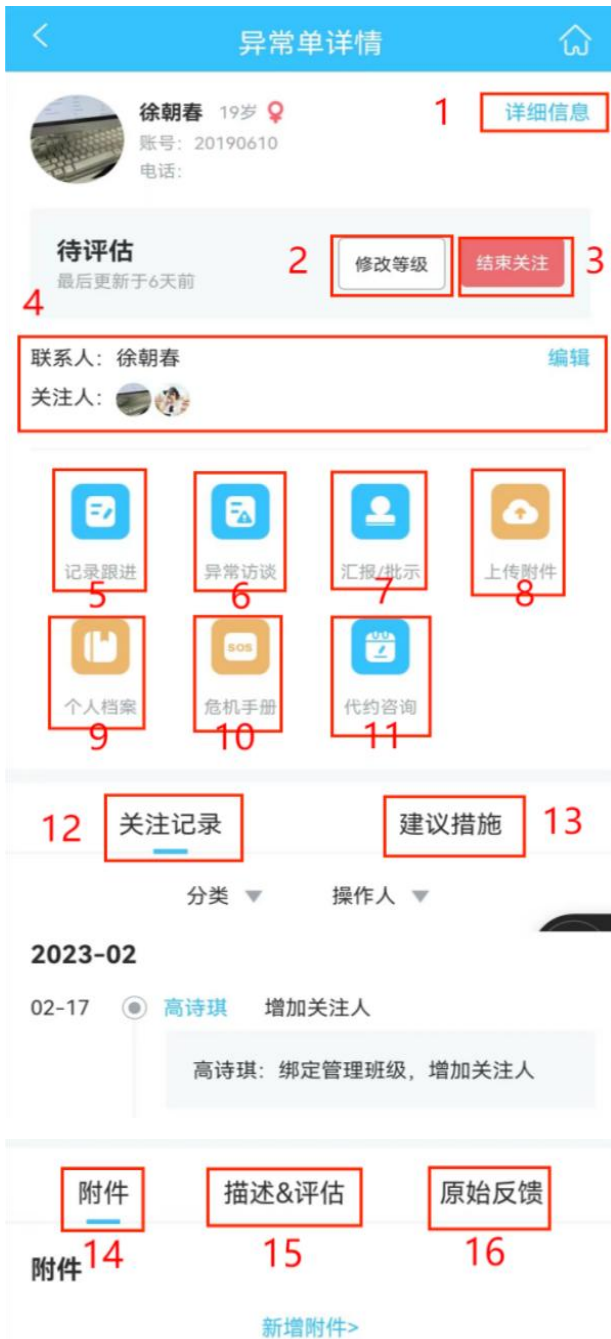 异常单详情
徐朝春 19岁 1 详细信息
账号：20190610
电话：
待评估 2 修改等级 结束关注 3
最后更新于6天前
4
联系人：徐朝春 编辑
关注人：
SOS
记录跟进 异常访谈 汇报/批示 上传附件
5 6 7 8
个人档案 危机手册 代约咨询
9 10 11
12 关注记录 建议措施 13
分类 操作人
2023-02
02-17 高诗琪 增加关注人
高诗琪：绑定管理班级，增加关注人
附件 描述&评估 原始反馈
14 15 16
附件
新增附件>